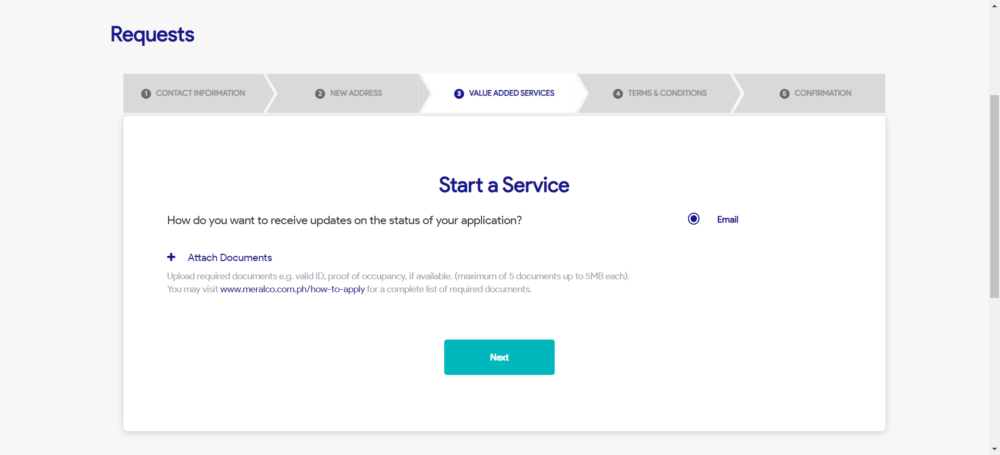 Requests
1 CONTACT INFORMATION
2 NEW ADDRESS
3 VALUE ADDED SERVICES
4 TERMS & CONDITIONS
5 CONFIRMATION
Start a Service
How do you want to receive updates on the status of your application?
Email
+ Attach Documents
Upload required documents e.g. valid ID, proof of occupancy, if available. (maximum of 5 documents up to 5MB each).
You may visit www.meralco.com.ph/how-to-apply for a complete list of required documents.
Next